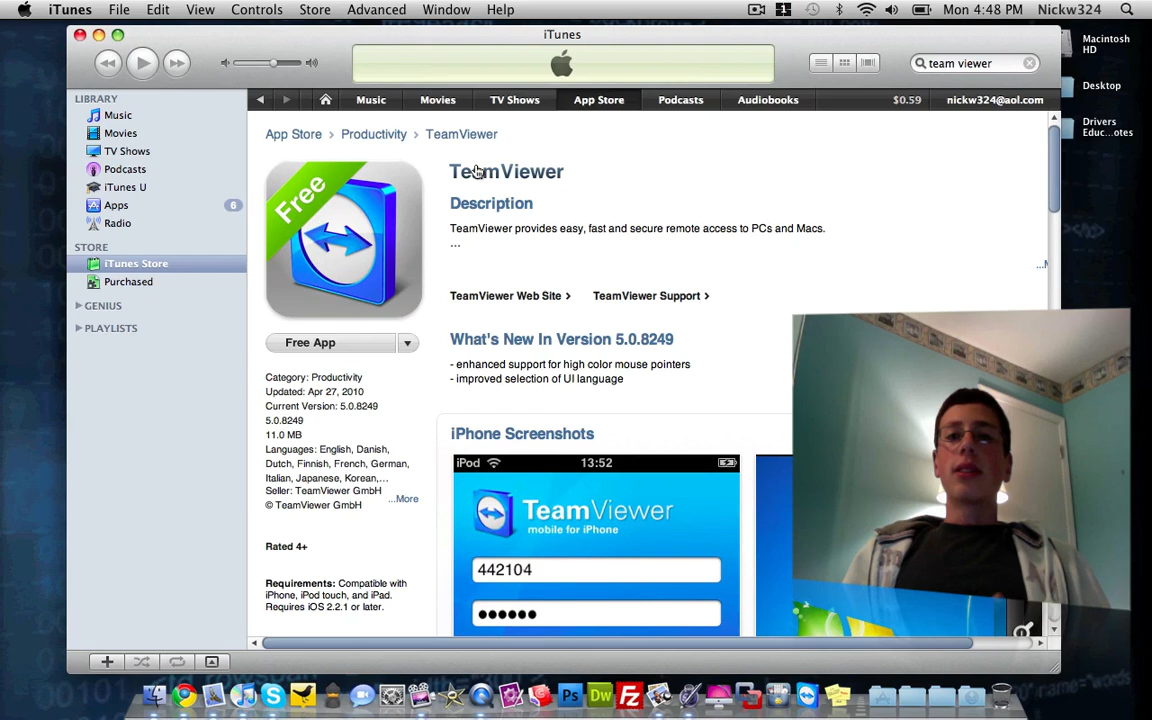 iTunes File Edit View Controls Store Advanced Window Help Mon 4:48 PM Nickw324
iTunes
team viewer
Macintosh HD
Desktop
Drivers Educ...otes
LIBRARY
Music
Movies
TV Shows
Podcasts
iTunes U
Apps 6
Radio
STORE
iTunes Store
Purchased
GENIUS
PLAYLISTS
Music Movies TV Shows App Store Podcasts Audiobooks $0.59 nickw324@aol.com
App Store > Productivity > TeamViewer
Free
Free App
Category: Productivity
Updated: Apr 27, 2010
Current Version: 5.0.8249
5.0.8249
11.0 MB
Languages: English, Danish,
Dutch, Finnish, French, German,
Italian, Japanese, Korean,...
Seller: TeamViewer GmbH
...More
© TeamViewer GmbH
Rated 4+
Requirements: Compatible with
iPhone, iPod touch, and iPad.
Requires iOS 2.2.1 or later.
TeamViewer
Description
TeamViewer provides easy, fast and secure remote access to PCs and Macs.
...
TeamViewer Web Site > TeamViewer Support >
What's New In Version 5.0.8249
- enhanced support for high color mouse pointers
- improved selection of UI language
iPhone Screenshots
iPod 13:52
TeamViewer
mobile for iPhone
442104
●●●●●●
Ps Dw Fz